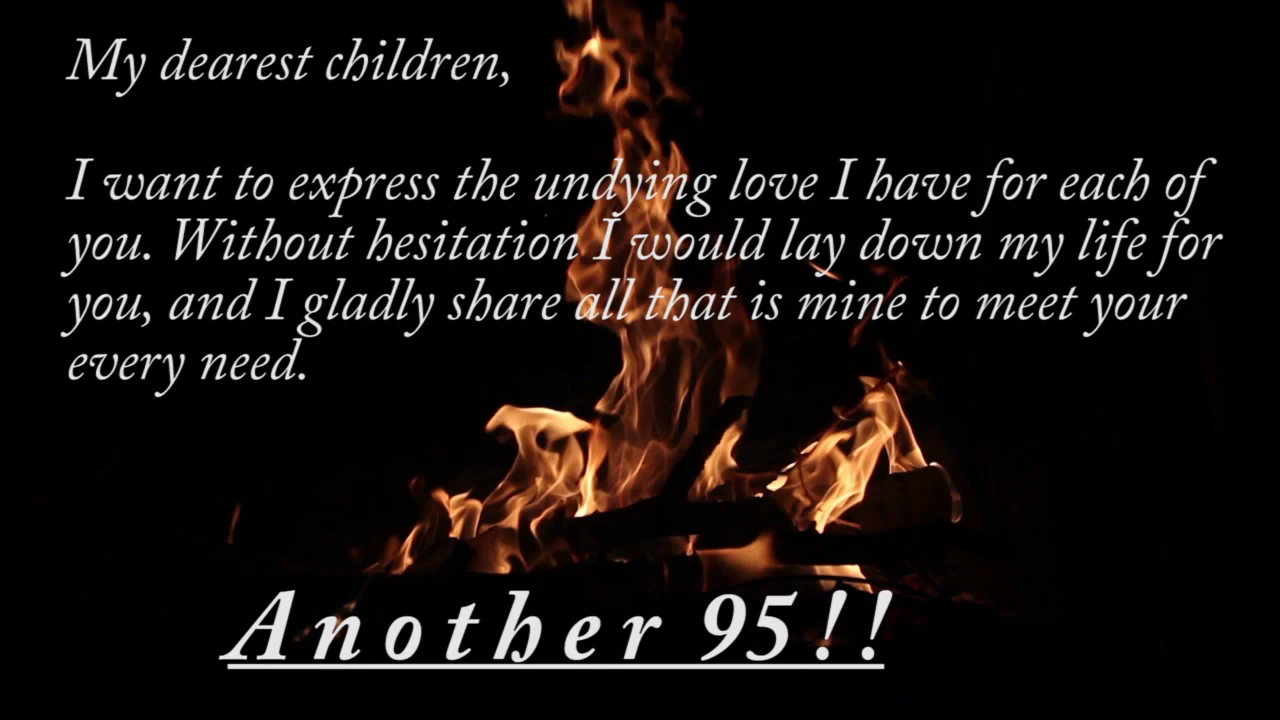 My dearest children,
I want to express the undying love I have for each of
you. Without hesitation I would lay down my life for
you, and I gladly share all that is mine to meet your
every need.
Another 95!!